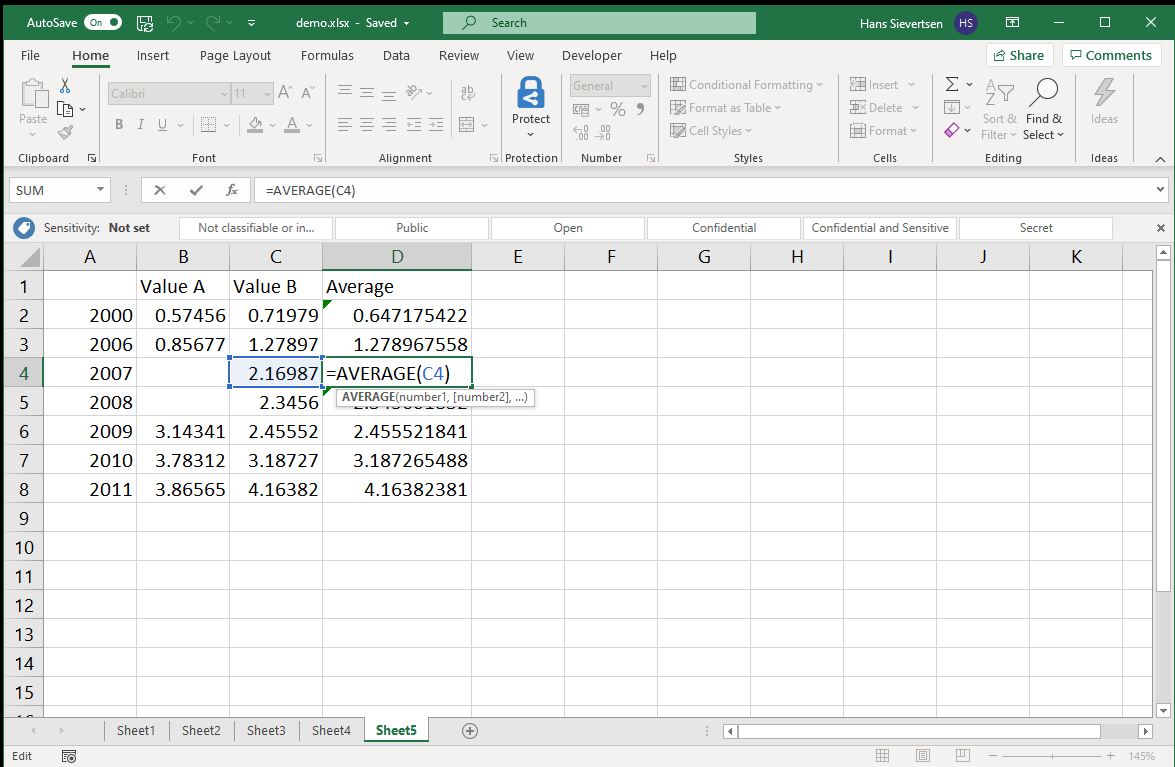 AutoSave On demo.xlsx - Saved Search Hans Sievertsen HS
File Home Insert Page Layout Formulas Data Review View Developer Help Share Comments
Paste Calibri 11 A A ab Protect General Conditional Formatting Insert Σ A Z Sort & Filter Find & Select Ideas
B I U A % 9 Format as Table Delete
Cell Styles Format
Clipboard Font Alignment Protection Number Styles Cells Editing Ideas
SUM fx =AVERAGE(C4)
Sensitivity: Not set Not classifiable or in... Public Open Confidential Confidential and Sensitive Secret
A B C D E F G H I J K
1 Value A Value B Average
2 2000 0.57456 0.71979 0.647175422
3 2006 0.85677 1.27897 1.278967558
4 2007 2.16987 =AVERAGE(C4)
AVERAGE(number1, [number2], ...)
5 2008 2.3456
6 2009 3.14341 2.45552 2.455521841
7 2010 3.78312 3.18727 3.187265488
8 2011 3.86565 4.16382 4.16382381
9
10
11
12
13
14
15
Sheet1 Sheet2 Sheet3 Sheet4 Sheet5
Edit 145%